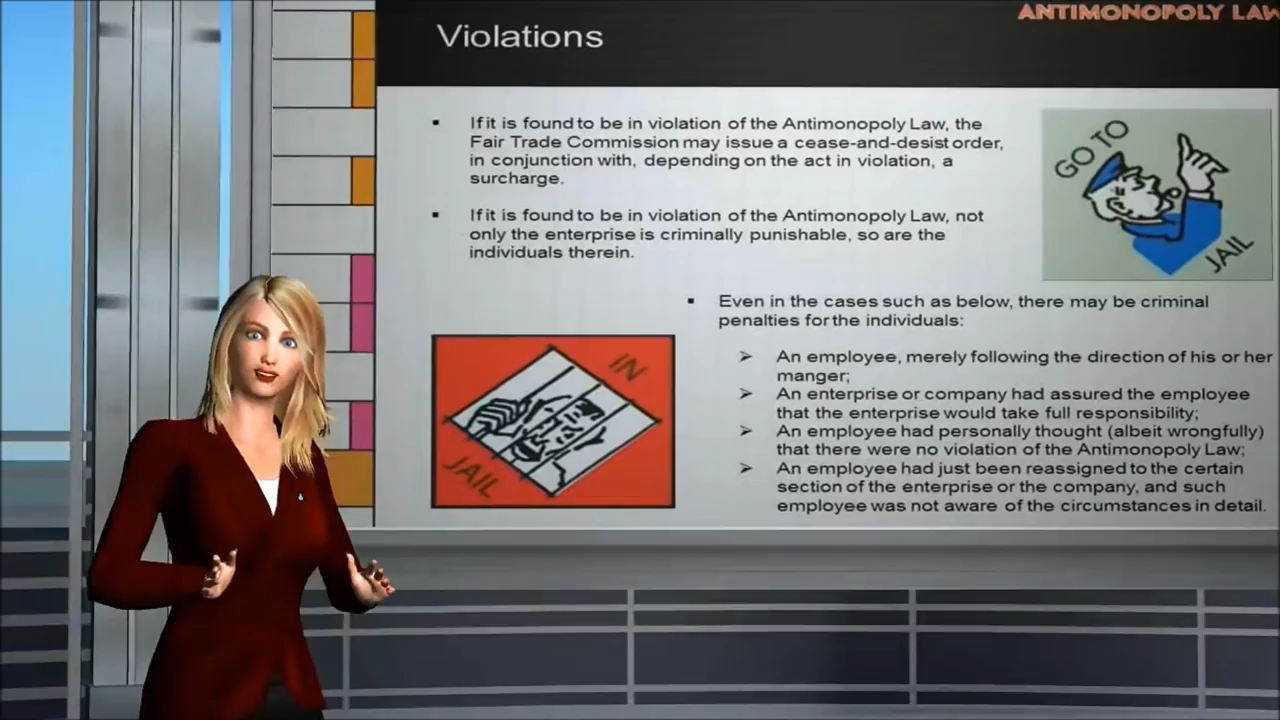 ANTIMONOPOLY LAW
Violations
▪ If it is found to be in violation of the Antimonopoly Law, the
Fair Trade Commission may issue a cease-and-desist order,
in conjunction with, depending on the act in violation, a
surcharge.
▪ If it is found to be in violation of the Antimonopoly Law, not
only the enterprise is criminally punishable, so are the
individuals therein.
GO TO
JAIL
▪ Even in the cases such as below, there may be criminal
penalties for the individuals:
➢ An employee, merely following the direction of his or her
manger;
➢ An enterprise or company had assured the employee
that the enterprise would take full responsibility;
➢ An employee had personally thought (albeit wrongfully)
that there were no violation of the Antimonopoly Law;
➢ An employee had just been reassigned to the certain
section of the enterprise or the company, and such
employee was not aware of the circumstances in detail.
IN
JAIL